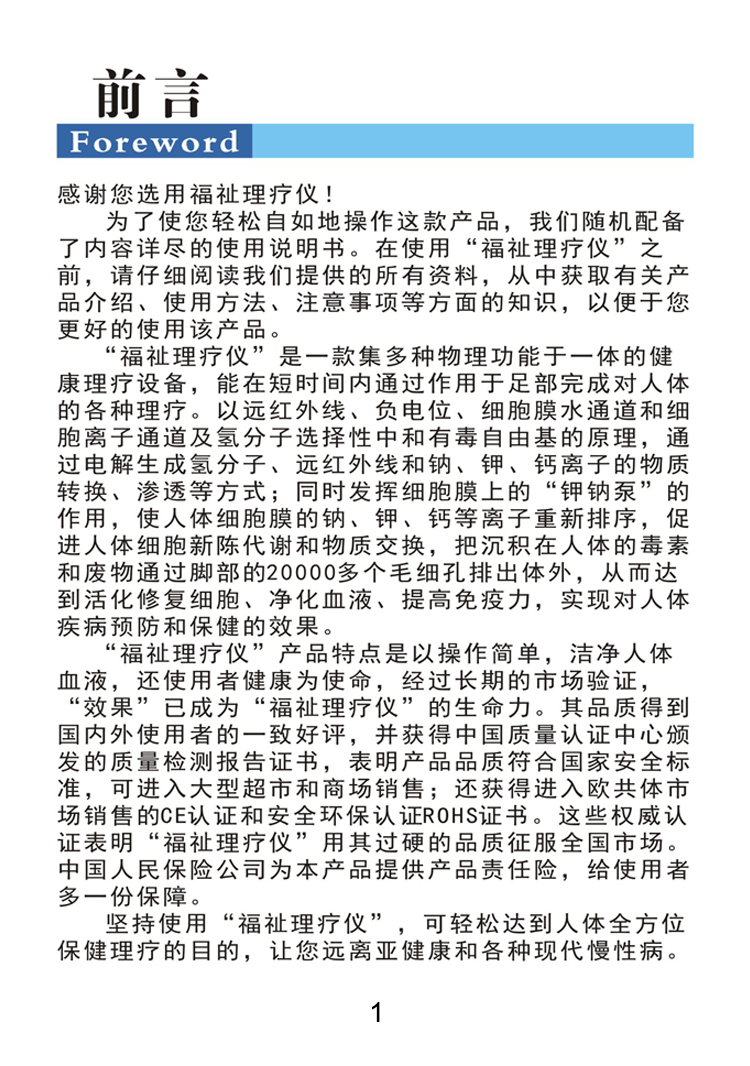 前言
Foreword
感谢您选用福祉理疗仪！
为了使您轻松自如地操作这款产品，我们随机配备
了内容详尽的使用说明书。在使用“福祉理疗仪”之
前，请仔细阅读我们提供的所有资料，从中获取有关产
品介绍、使用方法、注意事项等方面的知识，以便于您
更好的使用该产品。
“福祉理疗仪”是一款集多种物理功能于一体的健
康理疗设备，能在短时间内通过作用于足部完成对人体
的各种理疗。以远红外线、负电位、细胞膜水通道和细
胞离子通道及氢分子选择性中和有毒自由基的原理，通
过电解生成氢分子、远红外线和钠、钾、钙离子的物质
转换、渗透等方式；同时发挥细胞膜上的“钾钠泵”的
作用，使人体细胞膜的钠、钾、钙等离子重新排序，促
进人体细胞新陈代谢和物质交换，把沉积在人体的毒素
和废物通过脚部的20000多个毛细孔排出体外，从而达
到活化修复细胞、净化血液、提高免疫力，实现对人体
疾病预防和保健的效果。
“福祉理疗仪”产品特点是以操作简单，洁净人体
血液，还使用者健康为使命，经过长期的市场验证，
“效果”已成为“福祉理疗仪”的生命力。其品质得到
国内外使用者的一致好评，并获得中国质量认证中心颁
发的质量检测报告证书，表明产品品质符合国家安全标
准，可进入大型超市和商场销售；还获得进入欧共体市
场销售的CE认证和安全环保认证ROHS证书。这些权威认
证表明“福祉理疗仪”用其过硬的品质征服全国市场。
中国人民保险公司为本产品提供产品责任险，给使用者
多一份保障。
坚持使用“福祉理疗仪”，可轻松达到人体全方位
保健理疗的目的，让您远离亚健康和各种现代慢性病。
1